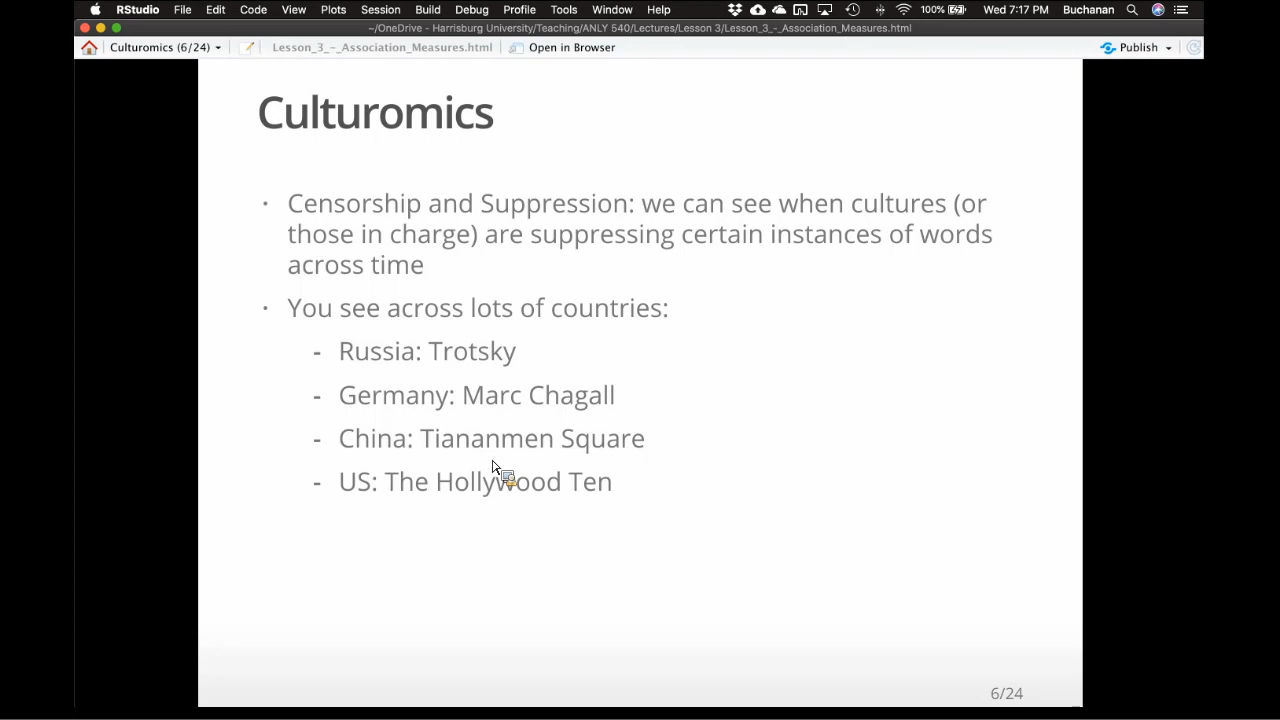 RStudio File Edit Code View Plots Session Build Debug Profile Tools Window Help 100% Wed 7:17 PM Buchanan
~/OneDrive - Harrisburg University/Teaching/ANLY 540/Lectures/Lesson 3/Lesson_3_-_Association_Measures.html
Culturomics (6/24) Lesson_3_-_Association_Measures.html Open in Browser Publish
Culturomics
· Censorship and Suppression: we can see when cultures (or
those in charge) are suppressing certain instances of words
across time
· You see across lots of countries:
- Russia: Trotsky
- Germany: Marc Chagall
- China: Tiananmen Square
- US: The Hollywood Ten
6/24